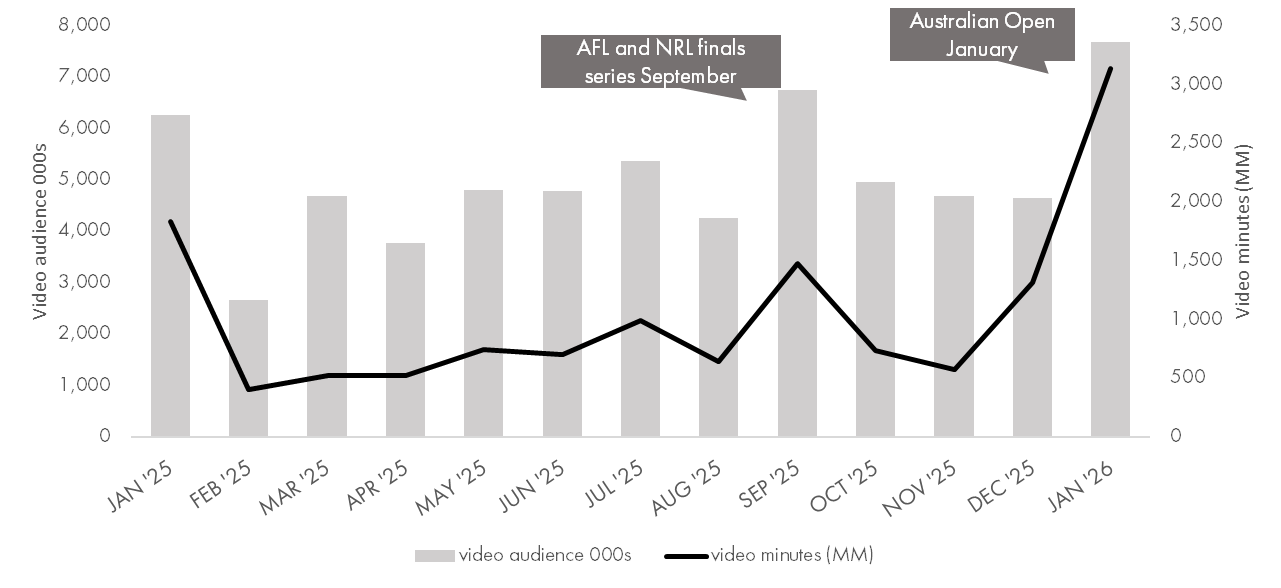 AFL and NRL finals
series September
Australian Open
January
Video audience 000s
8,000
7,000
6,000
5,000
4,000
3,000
2,000
1,000
0
3,500
3,000
2,500
2,000
1,500
1,000
500
0
Video minutes (MM)
JAN '25
FEB '25
MAR '25
APR '25
MAY '25
JUN '25
JUL '25
AUG '25
SEP '25
OCT '25
NOV '25
DEC '25
JAN '26
video audience 000s
video minutes (MM)